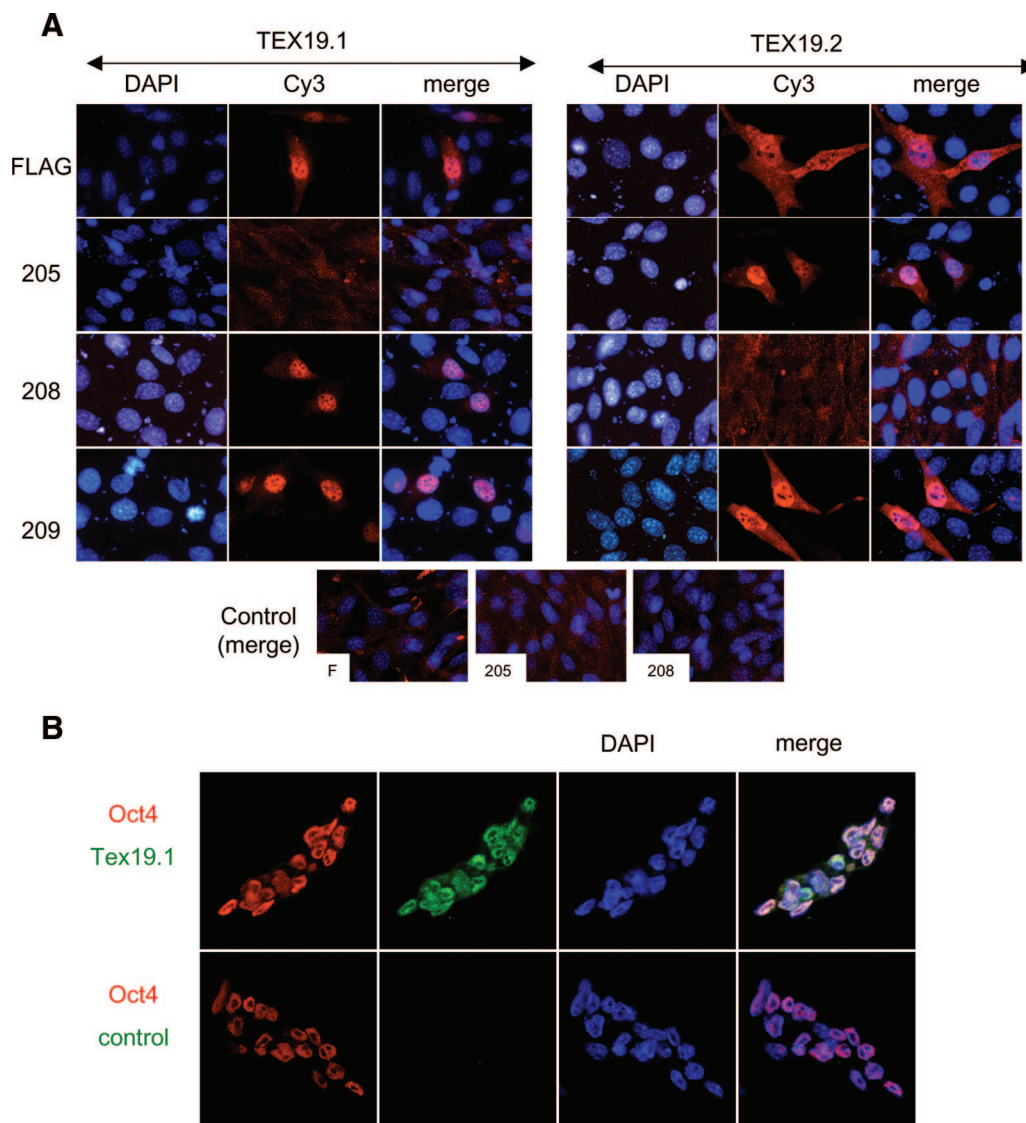 A
TEX19.1
TEX19.2
DAPI Cy3 merge
DAPI Cy3 merge
FLAG
205
208
209
Control
(merge)
F
205
208
B
DAPI merge
Oct4
Tex19.1
Oct4
control